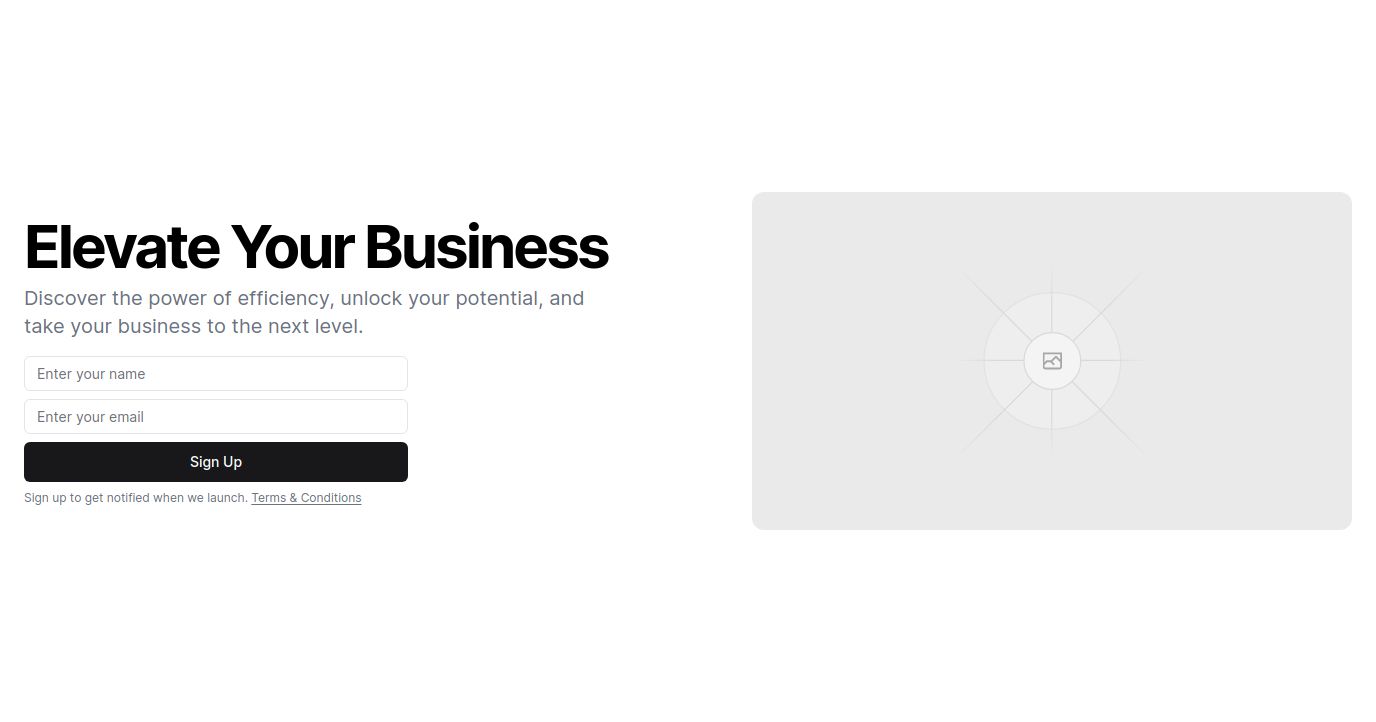 Elevate Your Business
Discover the power of efficiency, unlock your potential, and
take your business to the next level.
Enter your name
Enter your email
Sign Up
Sign up to get notified when we launch. Terms & Conditions